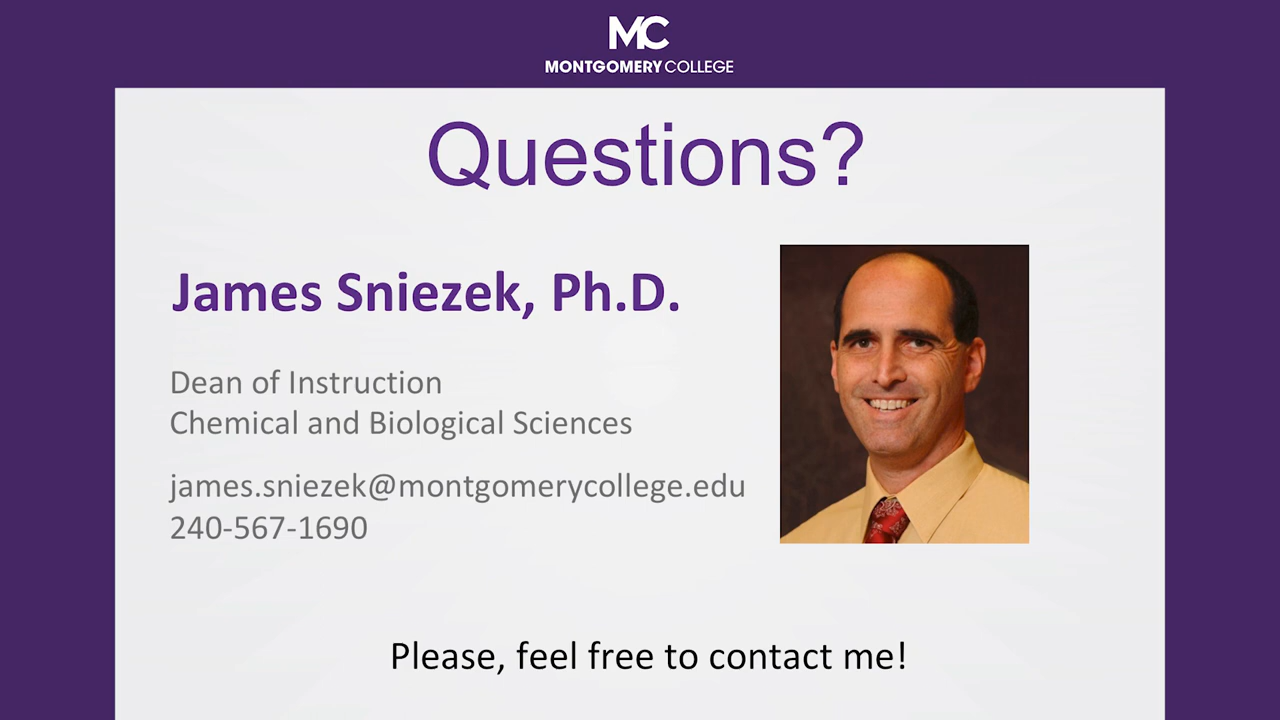 MC
MONTGOMERY COLLEGE
Questions?
James Sniezek, Ph.D.
Dean of Instruction
Chemical and Biological Sciences
james.sniezek@montgomerycollege.edu
240-567-1690
Please, feel free to contact me!